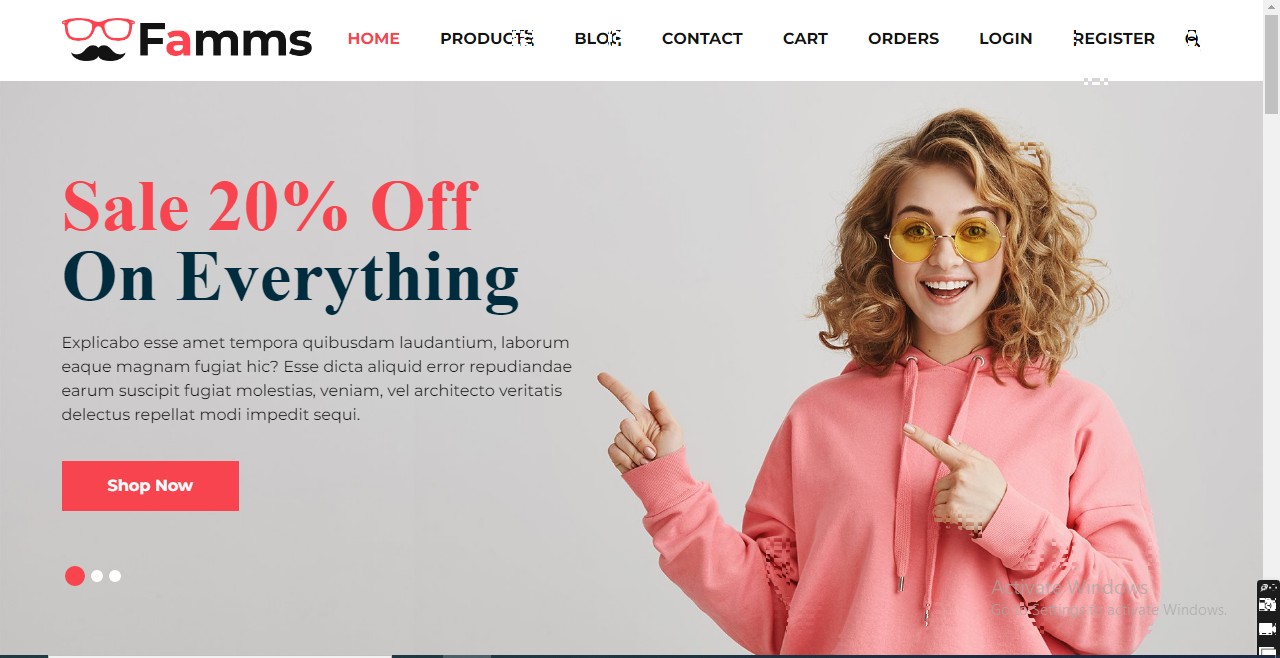 Famms
HOME PRODUCTS BLOG CONTACT CART ORDERS LOGIN REGISTER
Sale 20% Off
On Everything
Explicabo esse amet tempora quibusdam laudantium, laborum
eaque magnam fugiat hic? Esse dicta aliquid error repudiandae
earum suscipit fugiat molestias, veniam, vel architecto veritatis
delectus repellat modi impedit sequi.
Shop Now
Activate Windows
Go to Settings to activate Windows.